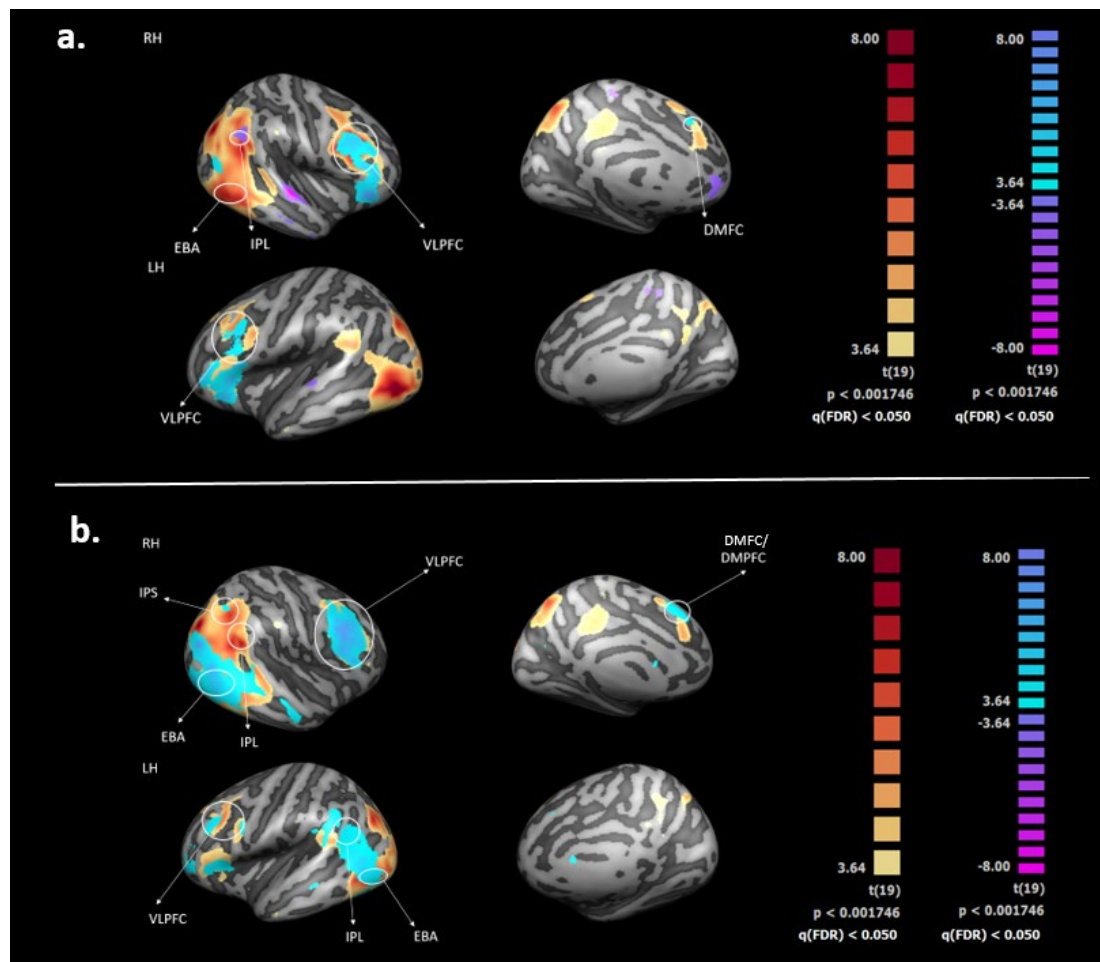 a.
RH
EBA
IPL
VLPFC
DMFC
LH
VLPFC
8.00
3.64
t(19)
p < 0.001746
q(FDR) < 0.050
8.00
3.64
-3.64
-8.00
t(19)
p < 0.001746
q(FDR) < 0.050
b.
RH
IPS
VLPFC
EBA
IPL
DMFC/
DMPFC
LH
VLPFC
IPL
EBA
8.00
3.64
t(19)
p < 0.001746
q(FDR) < 0.050
8.00
3.64
-3.64
-8.00
t(19)
p < 0.001746
q(FDR) < 0.050